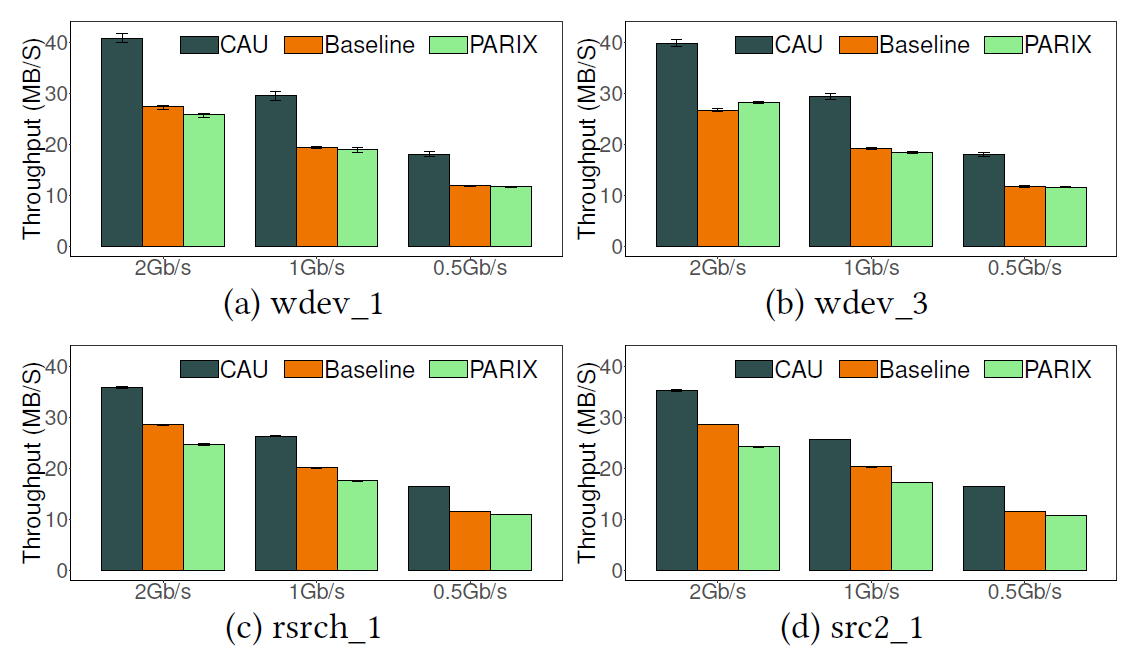 Throughput (MB/S)
40
30
20
10
0
CAU Baseline PARIX
2Gb/s 1Gb/s 0.5Gb/s
(a) wdev_1
Throughput (MB/S)
40
30
20
10
0
CAU Baseline PARIX
2Gb/s 1Gb/s 0.5Gb/s
(b) wdev_3
Throughput (MB/S)
40
30
20
10
0
CAU Baseline PARIX
2Gb/s 1Gb/s 0.5Gb/s
(c) rsrch_1
Throughput (MB/S)
40
30
20
10
0
CAU Baseline PARIX
2Gb/s 1Gb/s 0.5Gb/s
(d) src2_1